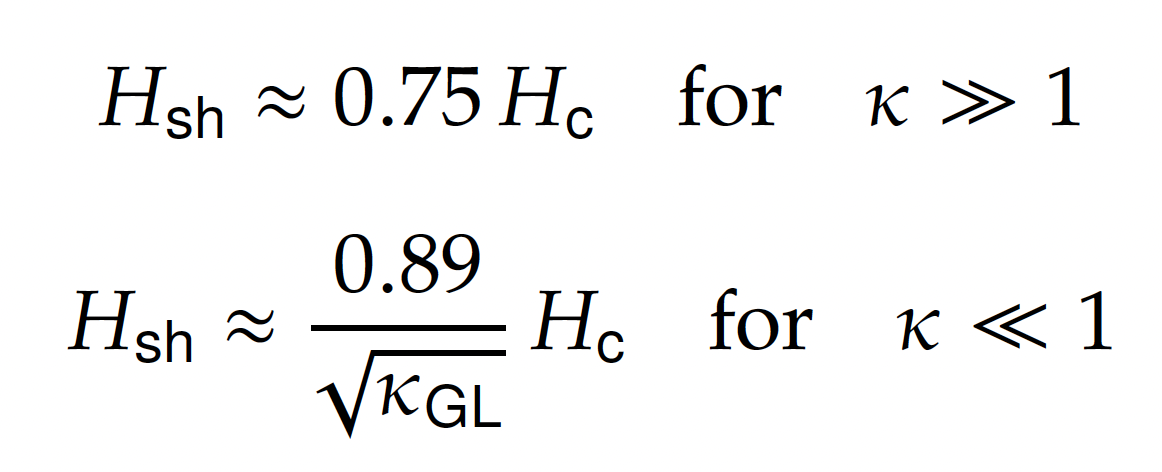 H_sh ≈ 0.75 H_c for κ ≫ 1
H_sh ≈ 0.89 / √κ_GL H_c for κ ≪ 1